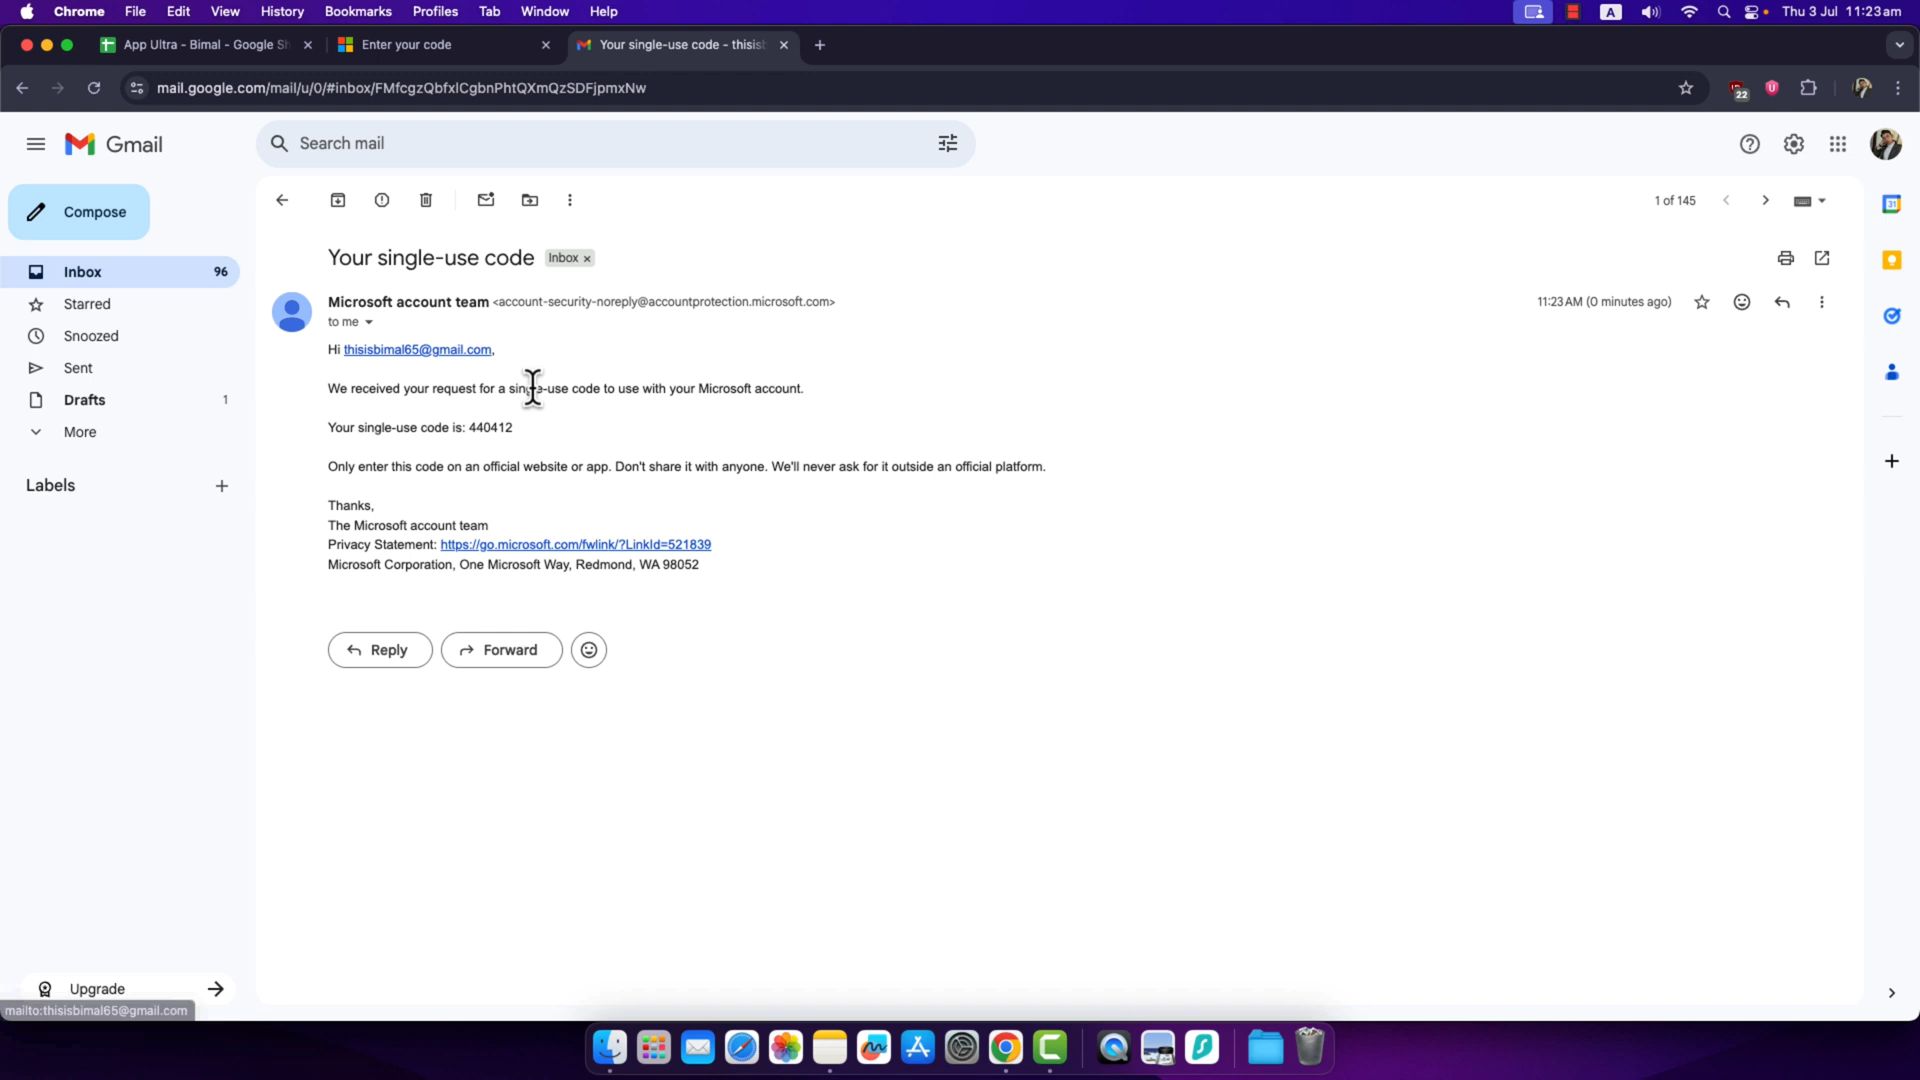 Chrome File Edit View History Bookmarks Profiles Tab Window Help
A Thu 3 Jul 11:23 am
App Ultra - Bimal - Google Sh
Enter your code
Your single-use code - thisisb
mail.google.com/mail/u/0/#inbox/FMfcgzQbfxlCgbnPhtQXmQzSDFjpmxNw
22
Gmail
Search mail
Compose
1 of 145
31
Inbox 96
Starred
Snoozed
Sent
Drafts 1
More
Labels
Your single-use code Inbox
Microsoft account team <account-security-noreply@accountprotection.microsoft.com>
11:23 AM (0 minutes ago)
to me
Hi thisisbimal65@gmail.com,
We received your request for a single-use code to use with your Microsoft account.
Your single-use code is: 440412
Only enter this code on an official website or app. Don't share it with anyone. We'll never ask for it outside an official platform.
Thanks,
The Microsoft account team
Privacy Statement: https://go.microsoft.com/fwlink/?LinkId=521839
Microsoft Corporation, One Microsoft Way, Redmond, WA 98052
Reply
Forward
Upgrade
mailto:thisisbimal65@gmail.com